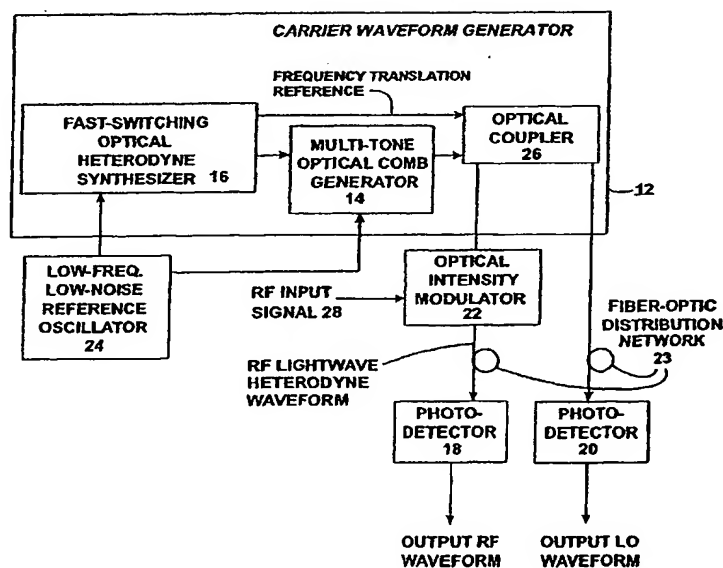 CARRIER WAVEFORM GENERATOR
FREQUENCY TRANSLATION
REFERENCE
FAST-SWITCHING
OPTICAL
HETERODYNE
SYNTHESIZER 16
MULTI-TONE
OPTICAL COMB
GENERATOR
14
OPTICAL
COUPLER
26
12
LOW-FREQ.
LOW-NOISE
REFERENCE
OSCILLATOR
24
RF INPUT
SIGNAL 28
OPTICAL
INTENSITY
MODULATOR
22
FIBER-OPTIC
DISTRIBUTION
NETWORK
23
RF LIGHTWAVE
HETERODYNE
WAVEFORM
PHOTO-
DETECTOR
18
PHOTO-
DETECTOR
20
OUTPUT RF
WAVEFORM
OUTPUT LO
WAVEFORM